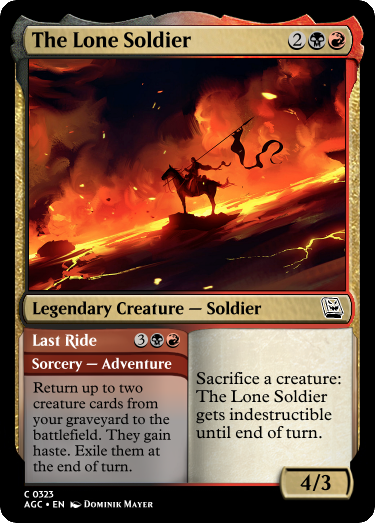 The Lone Soldier 2
Legendary Creature — Soldier
Last Ride 3
Sorcery — Adventure
Return up to two
creature cards from
your graveyard to the
battlefield. They gain
haste. Exile them at
the end of turn.
Sacrifice a creature:
The Lone Soldier
gets indestructible
until end of turn.
4/3
C 0323
AGC • EN Dominik Mayer